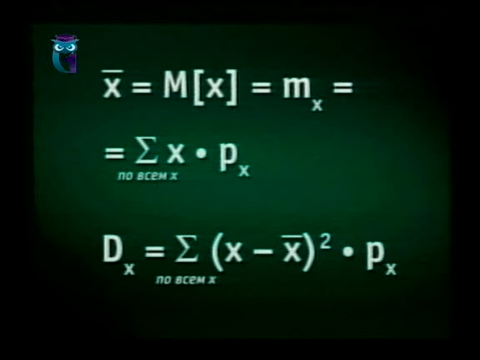 x̄ = M[x] = mₓ =
= Σ x • pₓ
по всем x
Dₓ = Σ (x – x̄)² • pₓ
по всем x